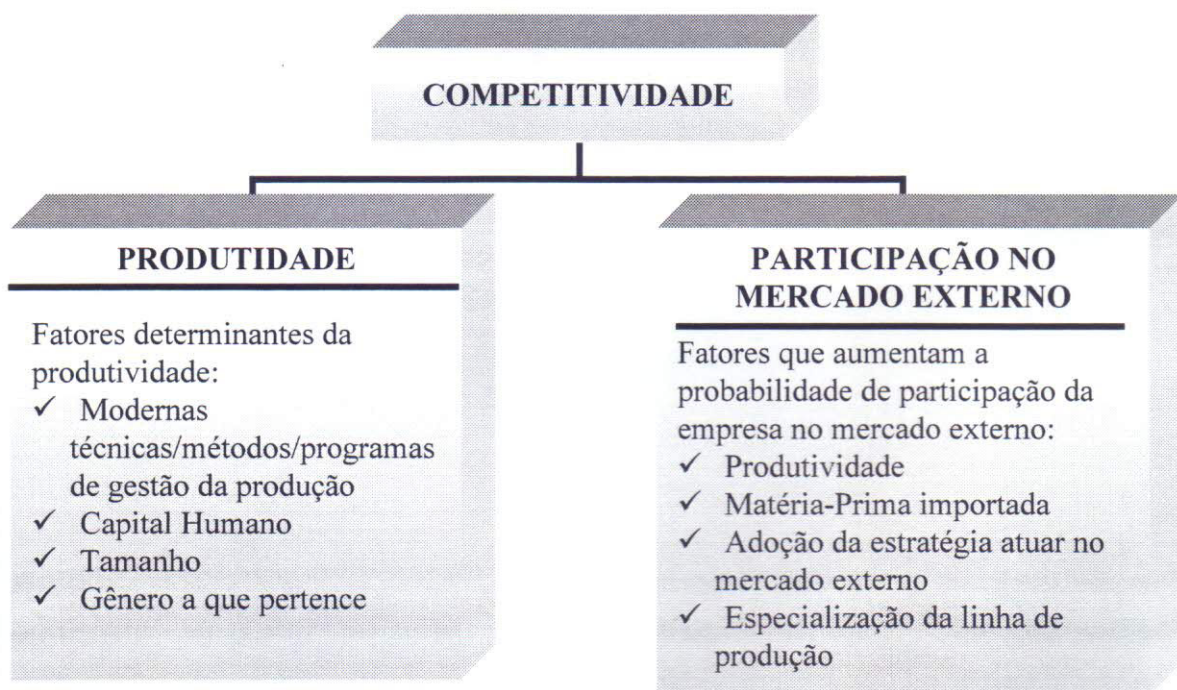 COMPETITIVIDADE
PRODUTIDADE
Fatores determinantes da
produtividade:
✓ Modernas
técnicas/métodos/programas
de gestão da produção
✓ Capital Humano
✓ Tamanho
✓ Gênero a que pertence
PARTICIPAÇÃO NO
MERCADO EXTERNO
Fatores que aumentam a
probabilidade de participação da
empresa no mercado externo:
✓ Produtividade
✓ Matéria-Prima importada
✓ Adoção da estratégia atuar no
mercado externo
✓ Especialização da linha de
produção